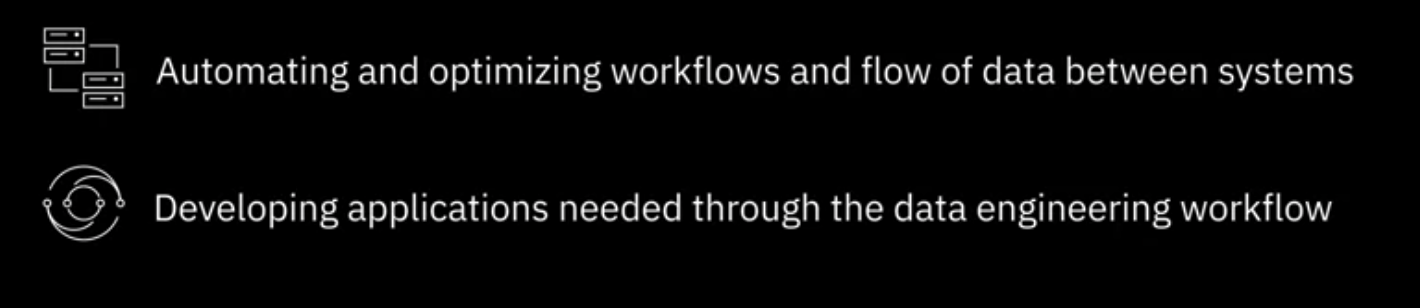 Automating and optimizing workflows and flow of data between systems
Developing applications needed through the data engineering workflow